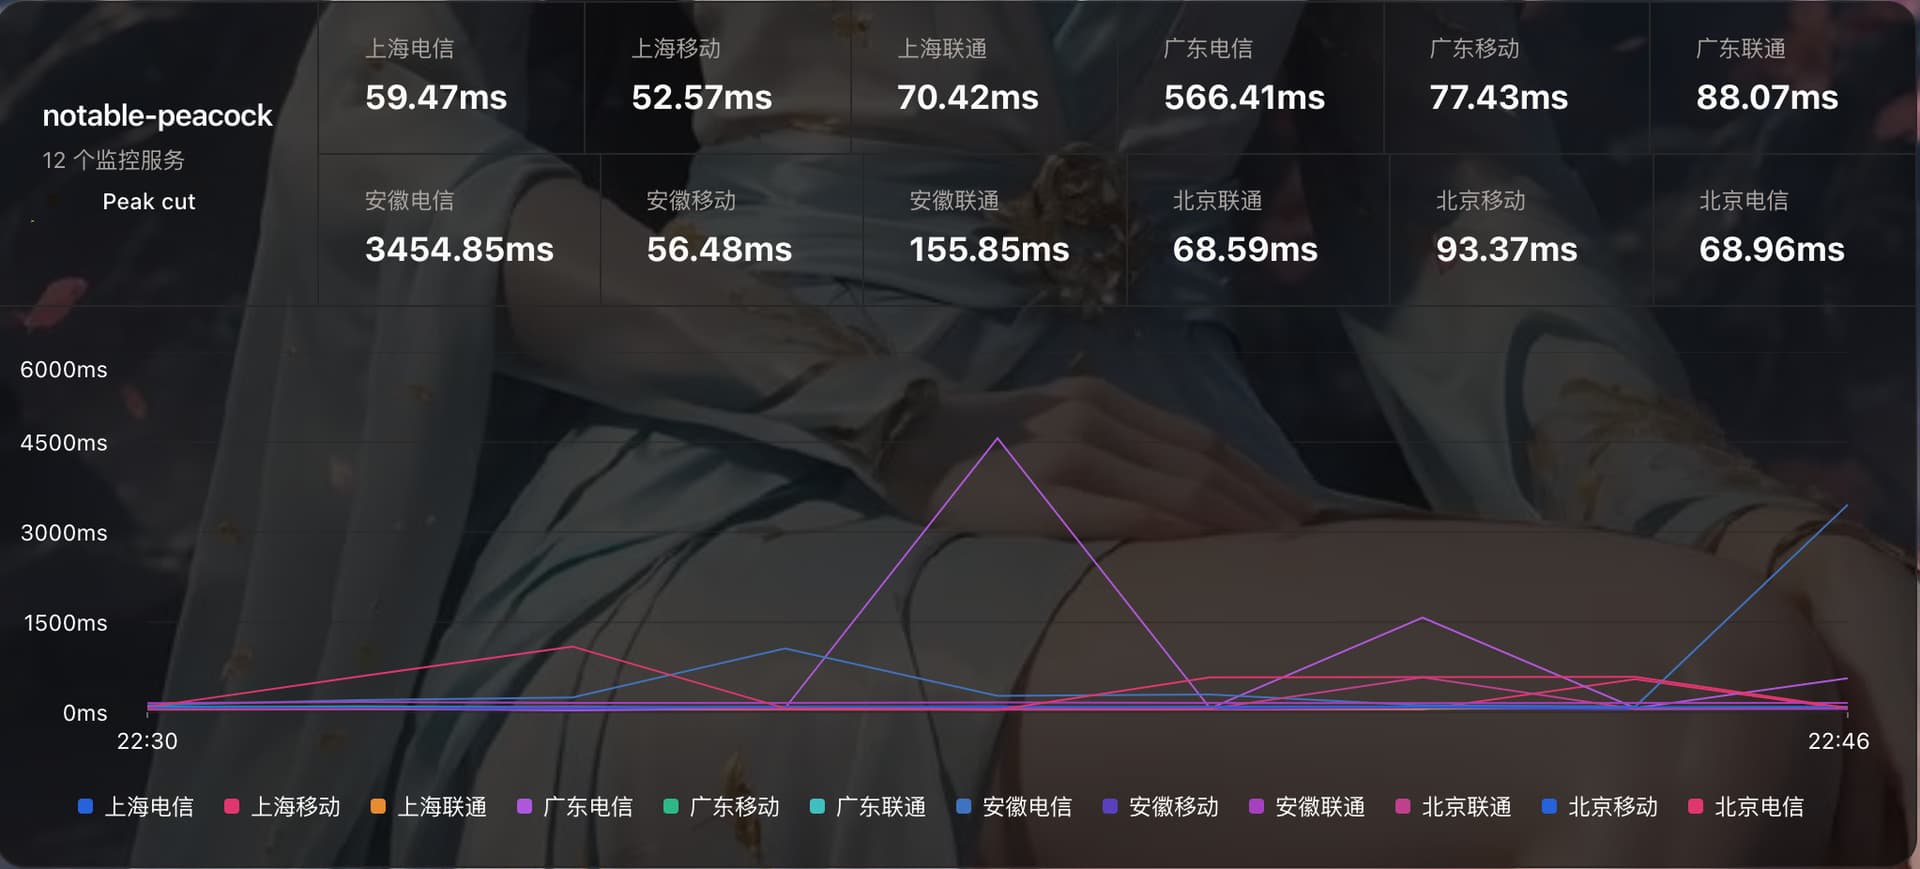 notable-peacock
12 个监控服务
Peak cut
上海电信
59.47ms
上海移动
52.57ms
上海联通
70.42ms
广东电信
566.41ms
广东移动
77.43ms
广东联通
88.07ms
安徽电信
3454.85ms
安徽移动
56.48ms
安徽联通
155.85ms
北京联通
68.59ms
北京移动
93.37ms
北京电信
68.96ms
6000ms
4500ms
3000ms
1500ms
0ms
22:30
22:46
上海电信 上海移动 上海联通 广东电信 广东移动 广东联通 安徽电信 安徽移动 安徽联通 北京联通 北京移动 北京电信